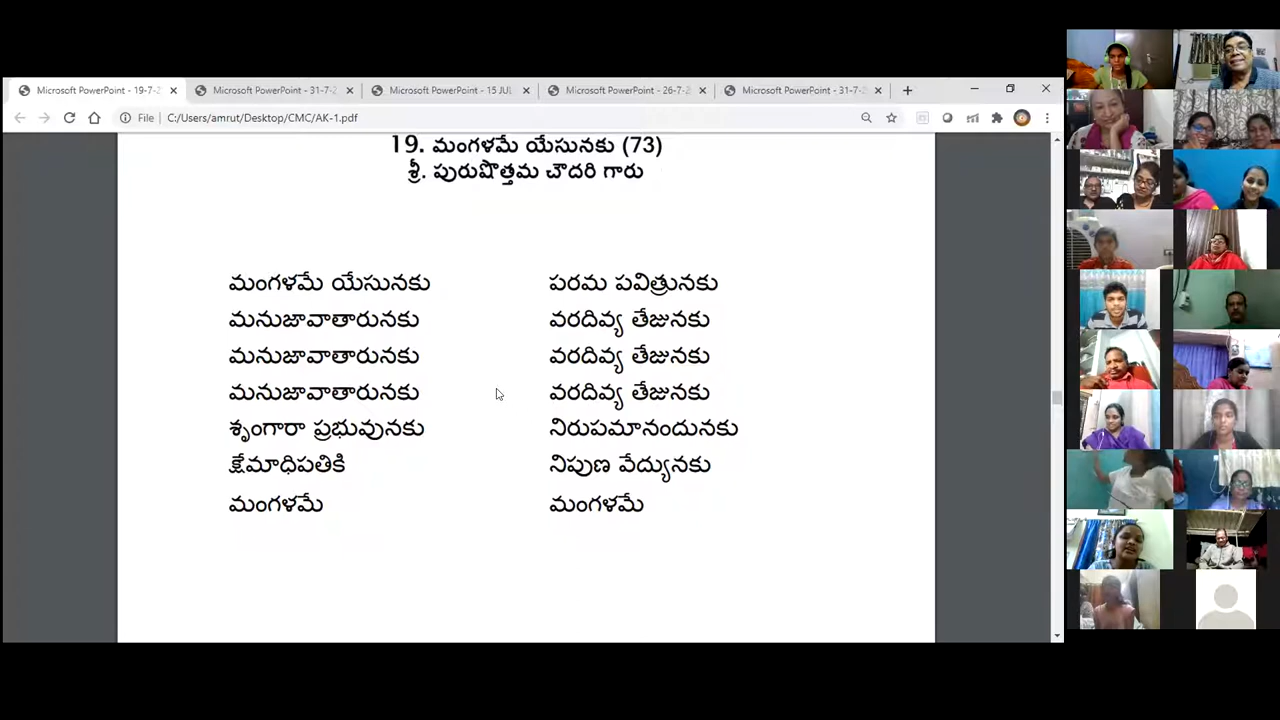 Microsoft PowerPoint - 19-7-2
Microsoft PowerPoint - 31-7-2
Microsoft PowerPoint - 15 JUL
Microsoft PowerPoint - 26-7-2
Microsoft PowerPoint - 31-7-2
File
C:/Users/amrut/Desktop/CMC/AK-1.pdf
19. మంగళమే యేసునకు (73)
శ్రీ. పురుషొత్తమ చౌదరి గారు
మంగళమే యేసునకు
మనుజావాతారునకు
మనుజావాతారునకు
మనుజావాతారునకు
శృంగారా ప్రభువునకు
క్షేమాధిపతికి
మంగళమే
పరమ పవిత్రునకు
వరదివ్య తేజునకు
వరదివ్య తేజునకు
వరదివ్య తేజునకు
నిరుపమానందునకు
నిపుణ వేద్యునకు
మంగళమే